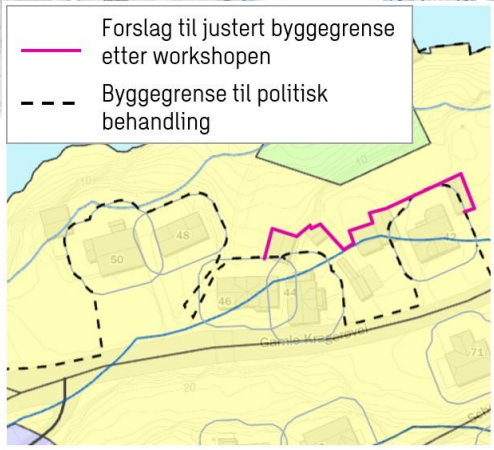 Forslag til justert byggegrense
etter workshopen
Byggegrense til politisk
behandling
10
10
48
50
42
46
44
Gamle Kragerøvei
71
20